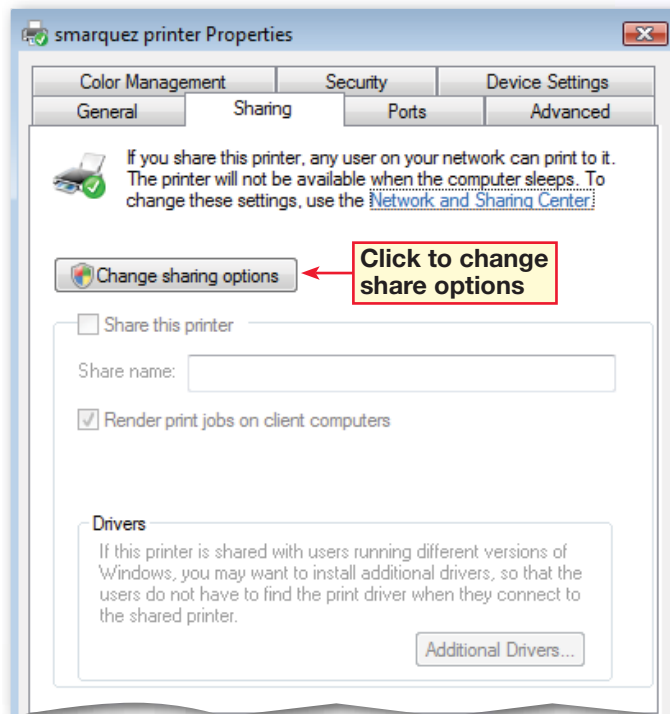 smarquez printer Properties
Color Management Security Device Settings
General Sharing Ports Advanced
If you share this printer, any user on your network can print to it.
The printer will not be available when the computer sleeps. To
change these settings, use the Network and Sharing Center.
Change sharing options
Click to change
share options
Share this printer
Share name:
Render print jobs on client computers
Drivers
If this printer is shared with users running different versions of
Windows, you may want to install additional drivers, so that the
users do not have to find the print driver when they connect to
the shared printer.
Additional Drivers...